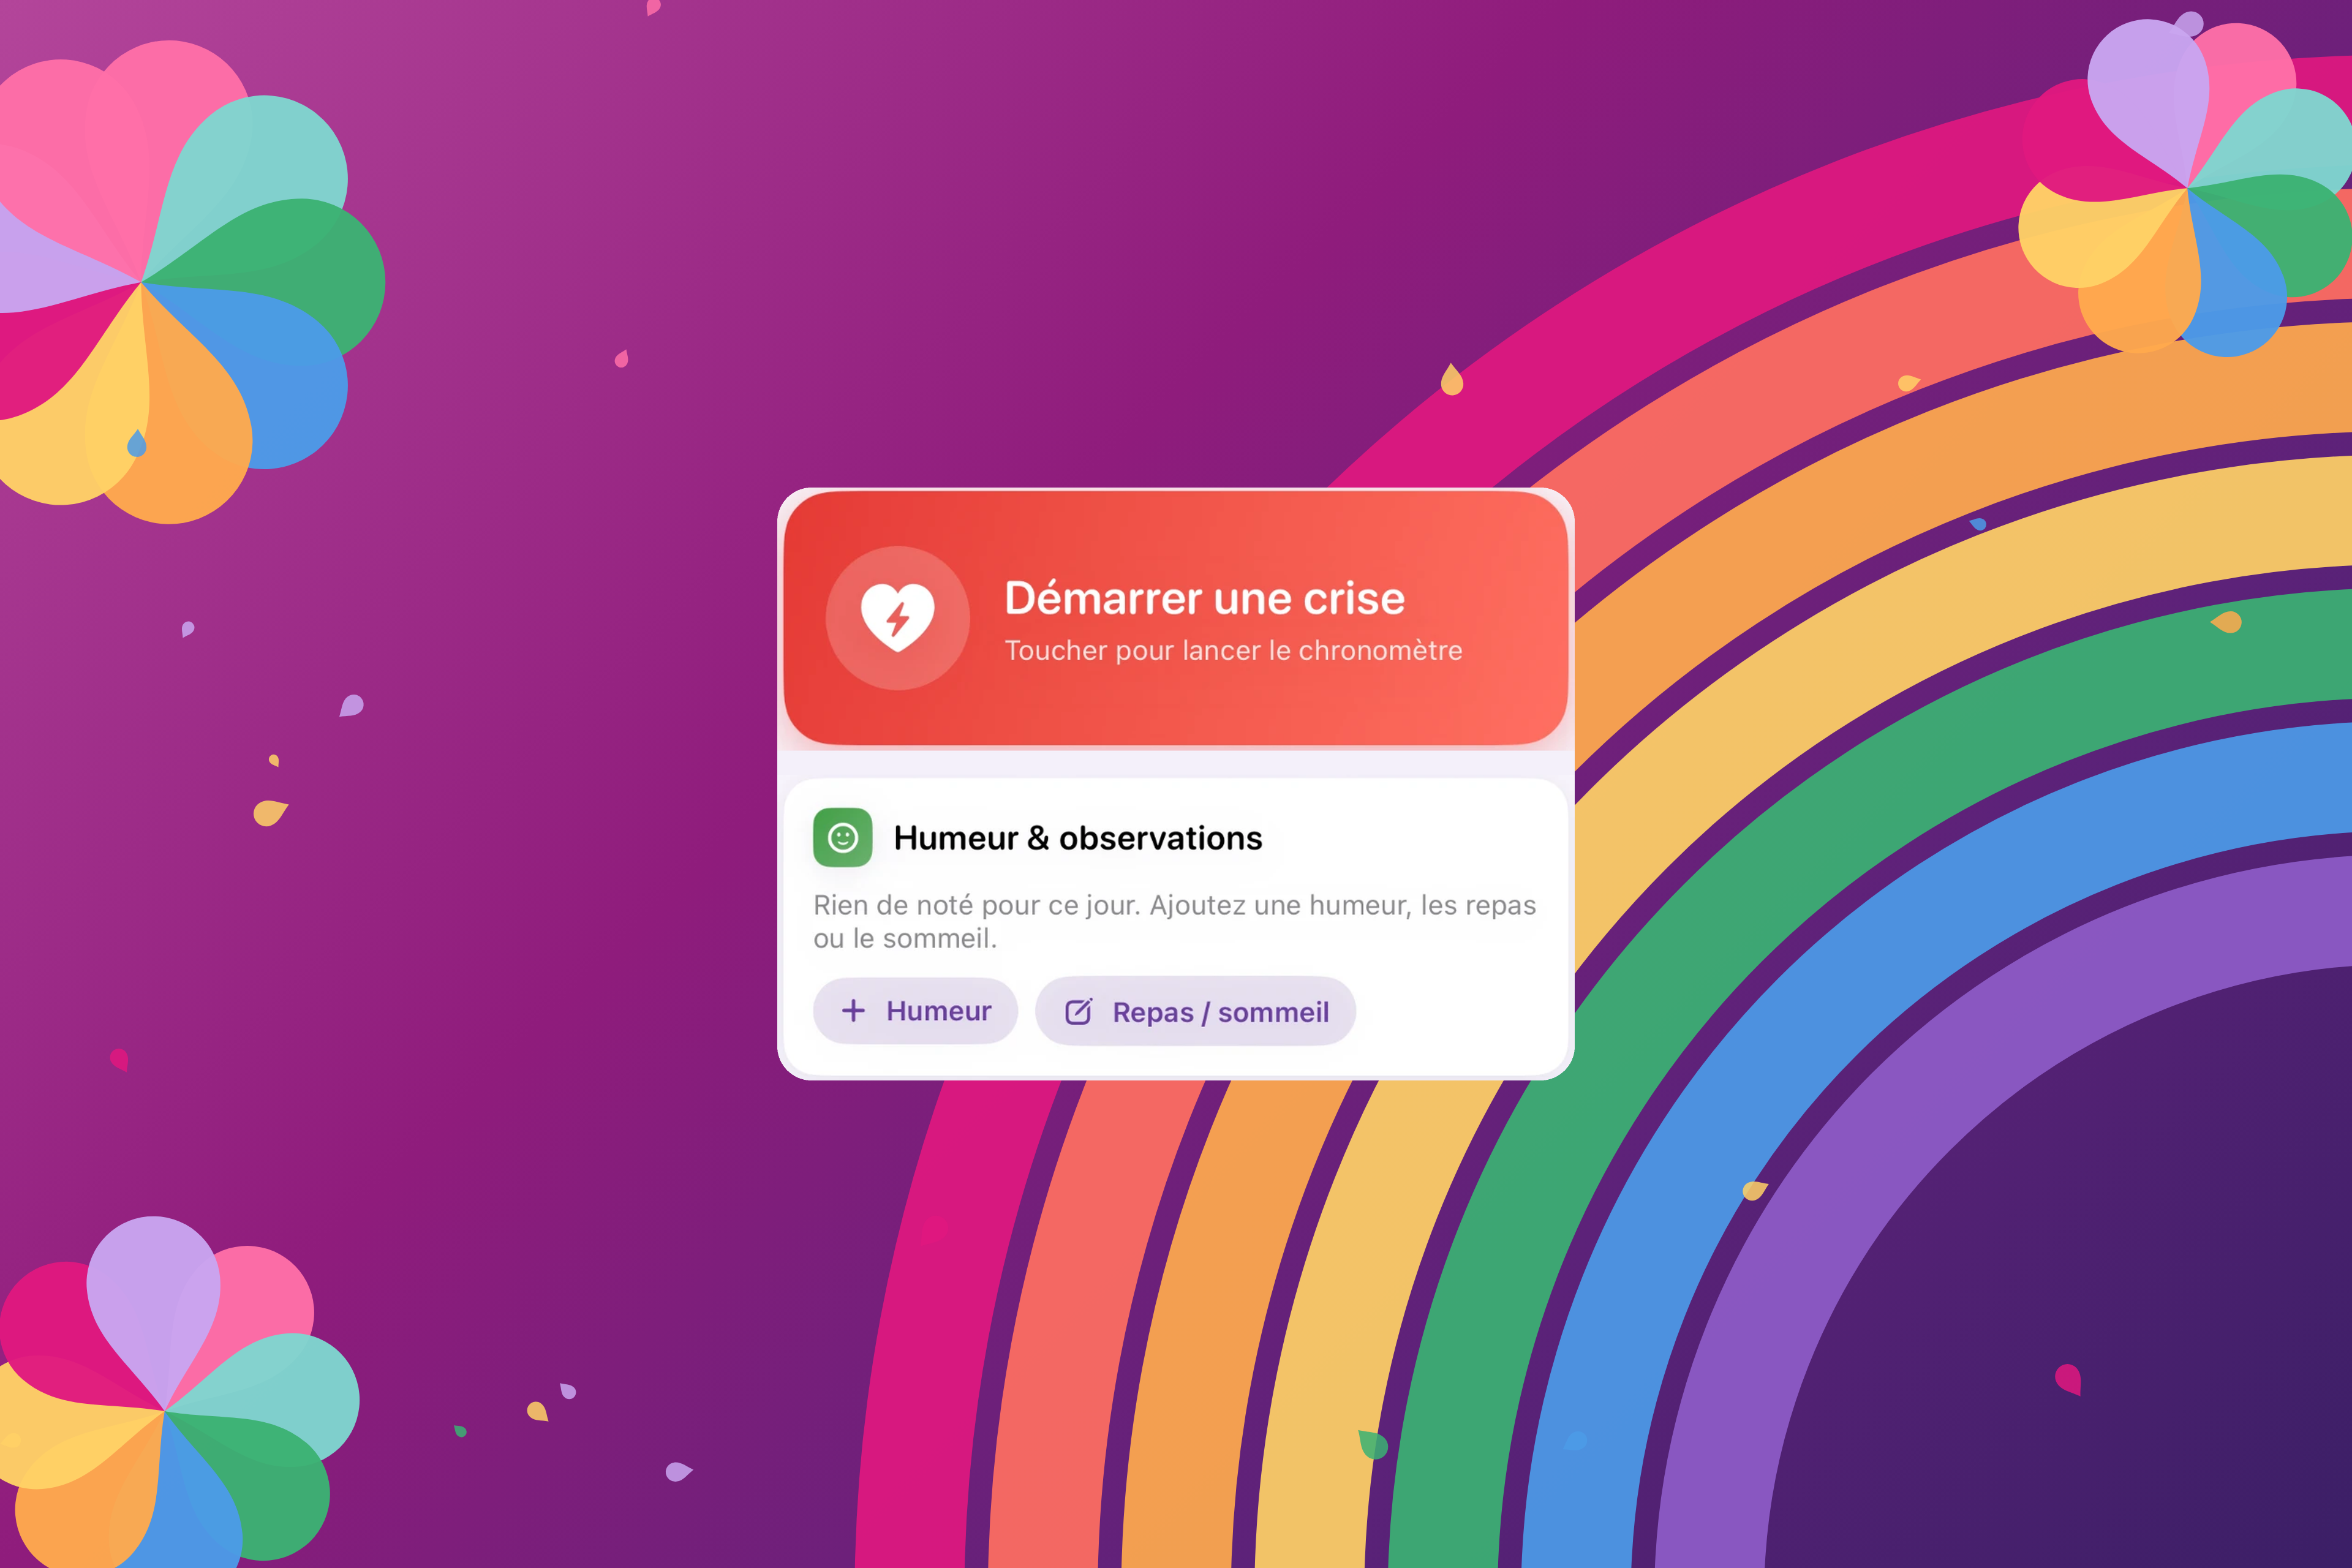 Démarrer une crise
Toucher pour lancer le chronomètre
Humeur & observations
Rien de noté pour ce jour. Ajoutez une humeur, les repas
ou le sommeil.
Humeur
Repas / sommeil